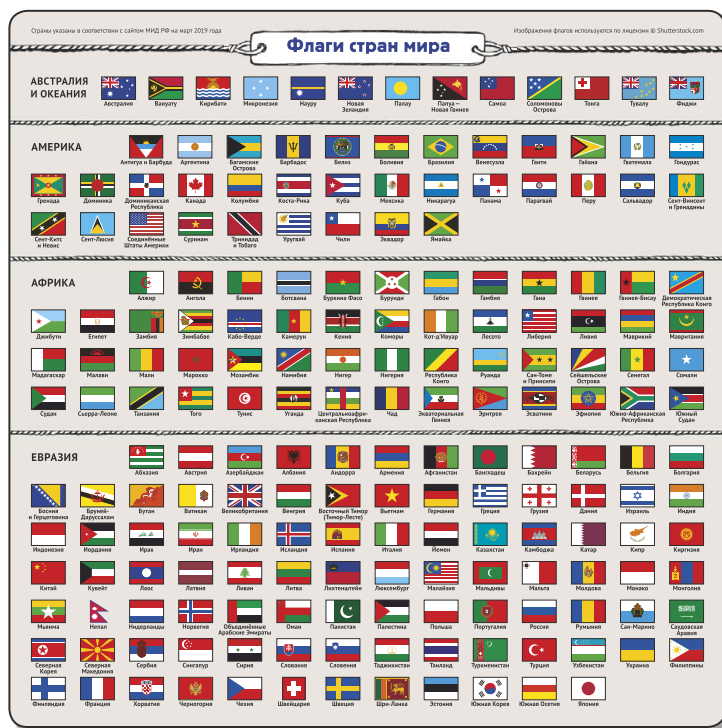 Страны указаны в соответствии с сайтом МИД РФ на март 2019 года
Изображения флагов используются по лицензии © Shutterstock.com
Флаги стран мира
АВСТРАЛИЯ
И ОКЕАНИЯ
Австралия Вануату Кирибати Микронезия Науру Новая Зеландия Палау Папуа – Новая Гвинея Самоа Соломоновы Острова Тонга Тувалу Фиджи
АМЕРИКА
Антигуа и Барбуда Аргентина Багамские Острова Барбадос Белиз Боливия Бразилия Венесуэла Гаити Гайана Гватемала Гондурас
Гренада Доминика Доминиканская Республика Канада Колумбия Коста-Рика Куба Мексика Никарагуа Панама Парагвай Перу Сальвадор Сент-Винсент и Гренадины
Сент-Китс и Невис Сент-Люсия Соединённые Штаты Америки Суринам Тринидад и Тобаго Уругвай Чили Эквадор Ямайка
АФРИКА
Алжир Ангола Бенин Ботсвана Буркина Фасо Бурунди Габон Гамбия Гана Гвинея Гвинея-Бисау Демократическая Республика Конго
Джибути Египет Замбия Зимбабве Кабо-Верде Камерун Кения Коморы Кот-д'Ивуар Лесото Либерия Ливия Маврикий Мавритания
Мадагаскар Малави Мали Марокко Мозамбик Намибия Нигер Нигерия Республика Конго Руанда Сан-Томе и Принсипи Сейшельские Острова Сенегал Сомали
Судан Сьерра-Леоне Танзания Того Тунис Уганда Центральноафри-канская Республика Чад Экваториальная Гвинея Эритрея Эсватини Эфиопия Южно-Африканская Республика Южный Судан
ЕВРАЗИЯ
Абхазия Австрия Азербайджан Албания Андорра Армения Афганистан Бангладеш Бахрейн Беларусь Бельгия Болгария
Босния и Герцеговина Бруней-Даруссалам Бутан Ватикан Великобритания Венгрия Восточный Тимор (Тимор-Лесте) Вьетнам Германия Греция Грузия Дания Израиль Индия
Индонезия Иордания Ирак Иран Ирландия Исландия Испания Италия Йемен Казахстан Камбоджа Катар Кипр Киргизия
Китай Кувейт Лаос Латвия Ливан Литва Лихтенштейн Люксембург Малайзия Мальдивы Мальта Молдова Монако Монголия
Мьянма Непал Нидерланды Норвегия Объединённые Арабские Эмираты Оман Пакистан Палестина Польша Португалия Россия Румыния Сан-Марино Саудовская Аравия
Северная Корея Северная Македония Сербия Сингапур Сирия Словакия Словения Таджикистан Таиланд Туркменистан Турция Узбекистан Украина Филиппины
Финляндия Франция Хорватия Черногория Чехия Швейцария Швеция Шри-Ланка Эстония Южная Корея Южная Осетия Япония